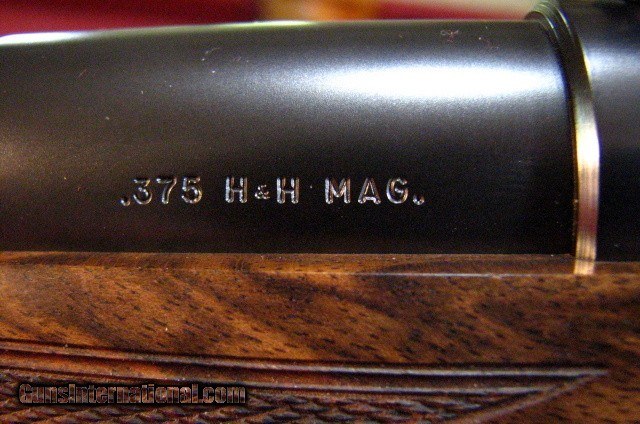 .375 H&H MAG.
GunsInternational.com